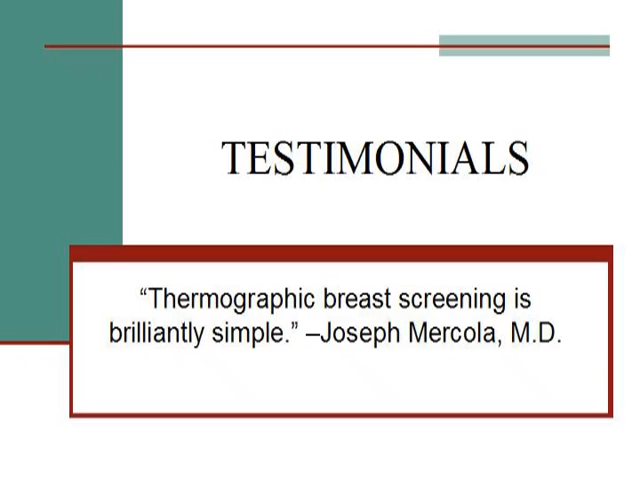 TESTIMONIALS
“Thermographic breast screening is
brilliantly simple.” –Joseph Mercola, M.D.